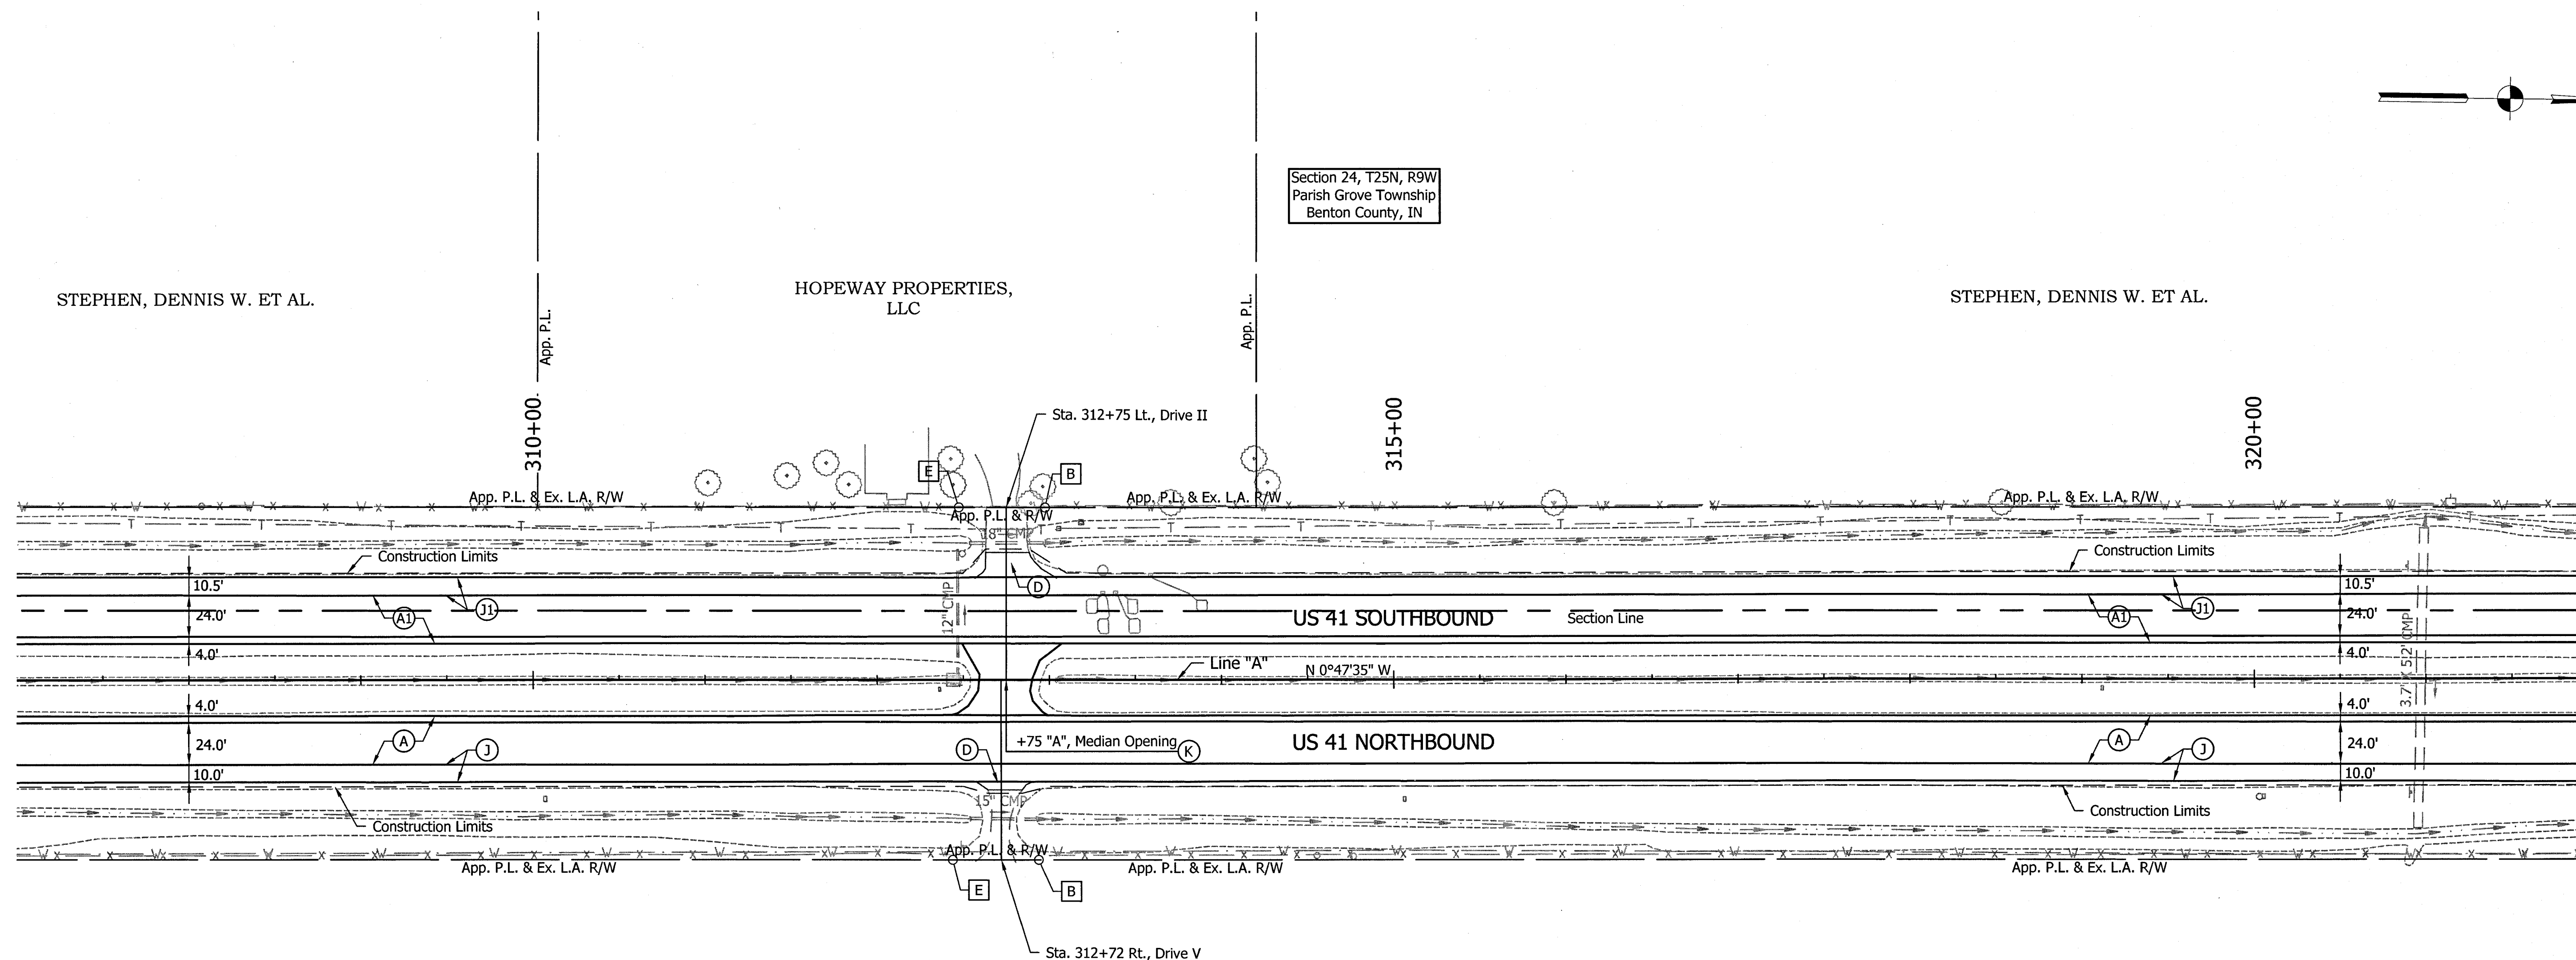 Section 24, T25N, R9W
Parish Grove Township
Benton County, IN
STEPHEN, DENNIS W. ET AL.
HOPEWAY PROPERTIES,
LLC
STEPHEN, DENNIS W. ET AL.
App. P.L.
App. P.L.
310+00
315+00
320+00
Sta. 312+75 Lt., Drive II
E
B
App. P.L. & Ex. L.A. R/W
App. P.L. & Ex. L.A. R/W
App. P.L. & Ex. L.A. R/W
App. P.L. & R/W
18" CMP
Construction Limits
Construction Limits
10.5'
D
10.5'
24.0'
A1
J1
12" CMP
US 41 SOUTHBOUND
Section Line
A1
J1
24.0'
4.0'
Line "A"
N 0°47'35" W
4.0'
3.7' X 5.2' CMP
4.0'
4.0'
24.0'
A
J
D
+75 "A", Median Opening
K
US 41 NORTHBOUND
A
J
24.0'
10.0'
10.0'
15" CMP
Construction Limits
Construction Limits
App. P.L. & R/W
App. P.L. & Ex. L.A. R/W
App. P.L. & Ex. L.A. R/W
App. P.L. & Ex. L.A. R/W
E
B
Sta. 312+72 Rt., Drive V